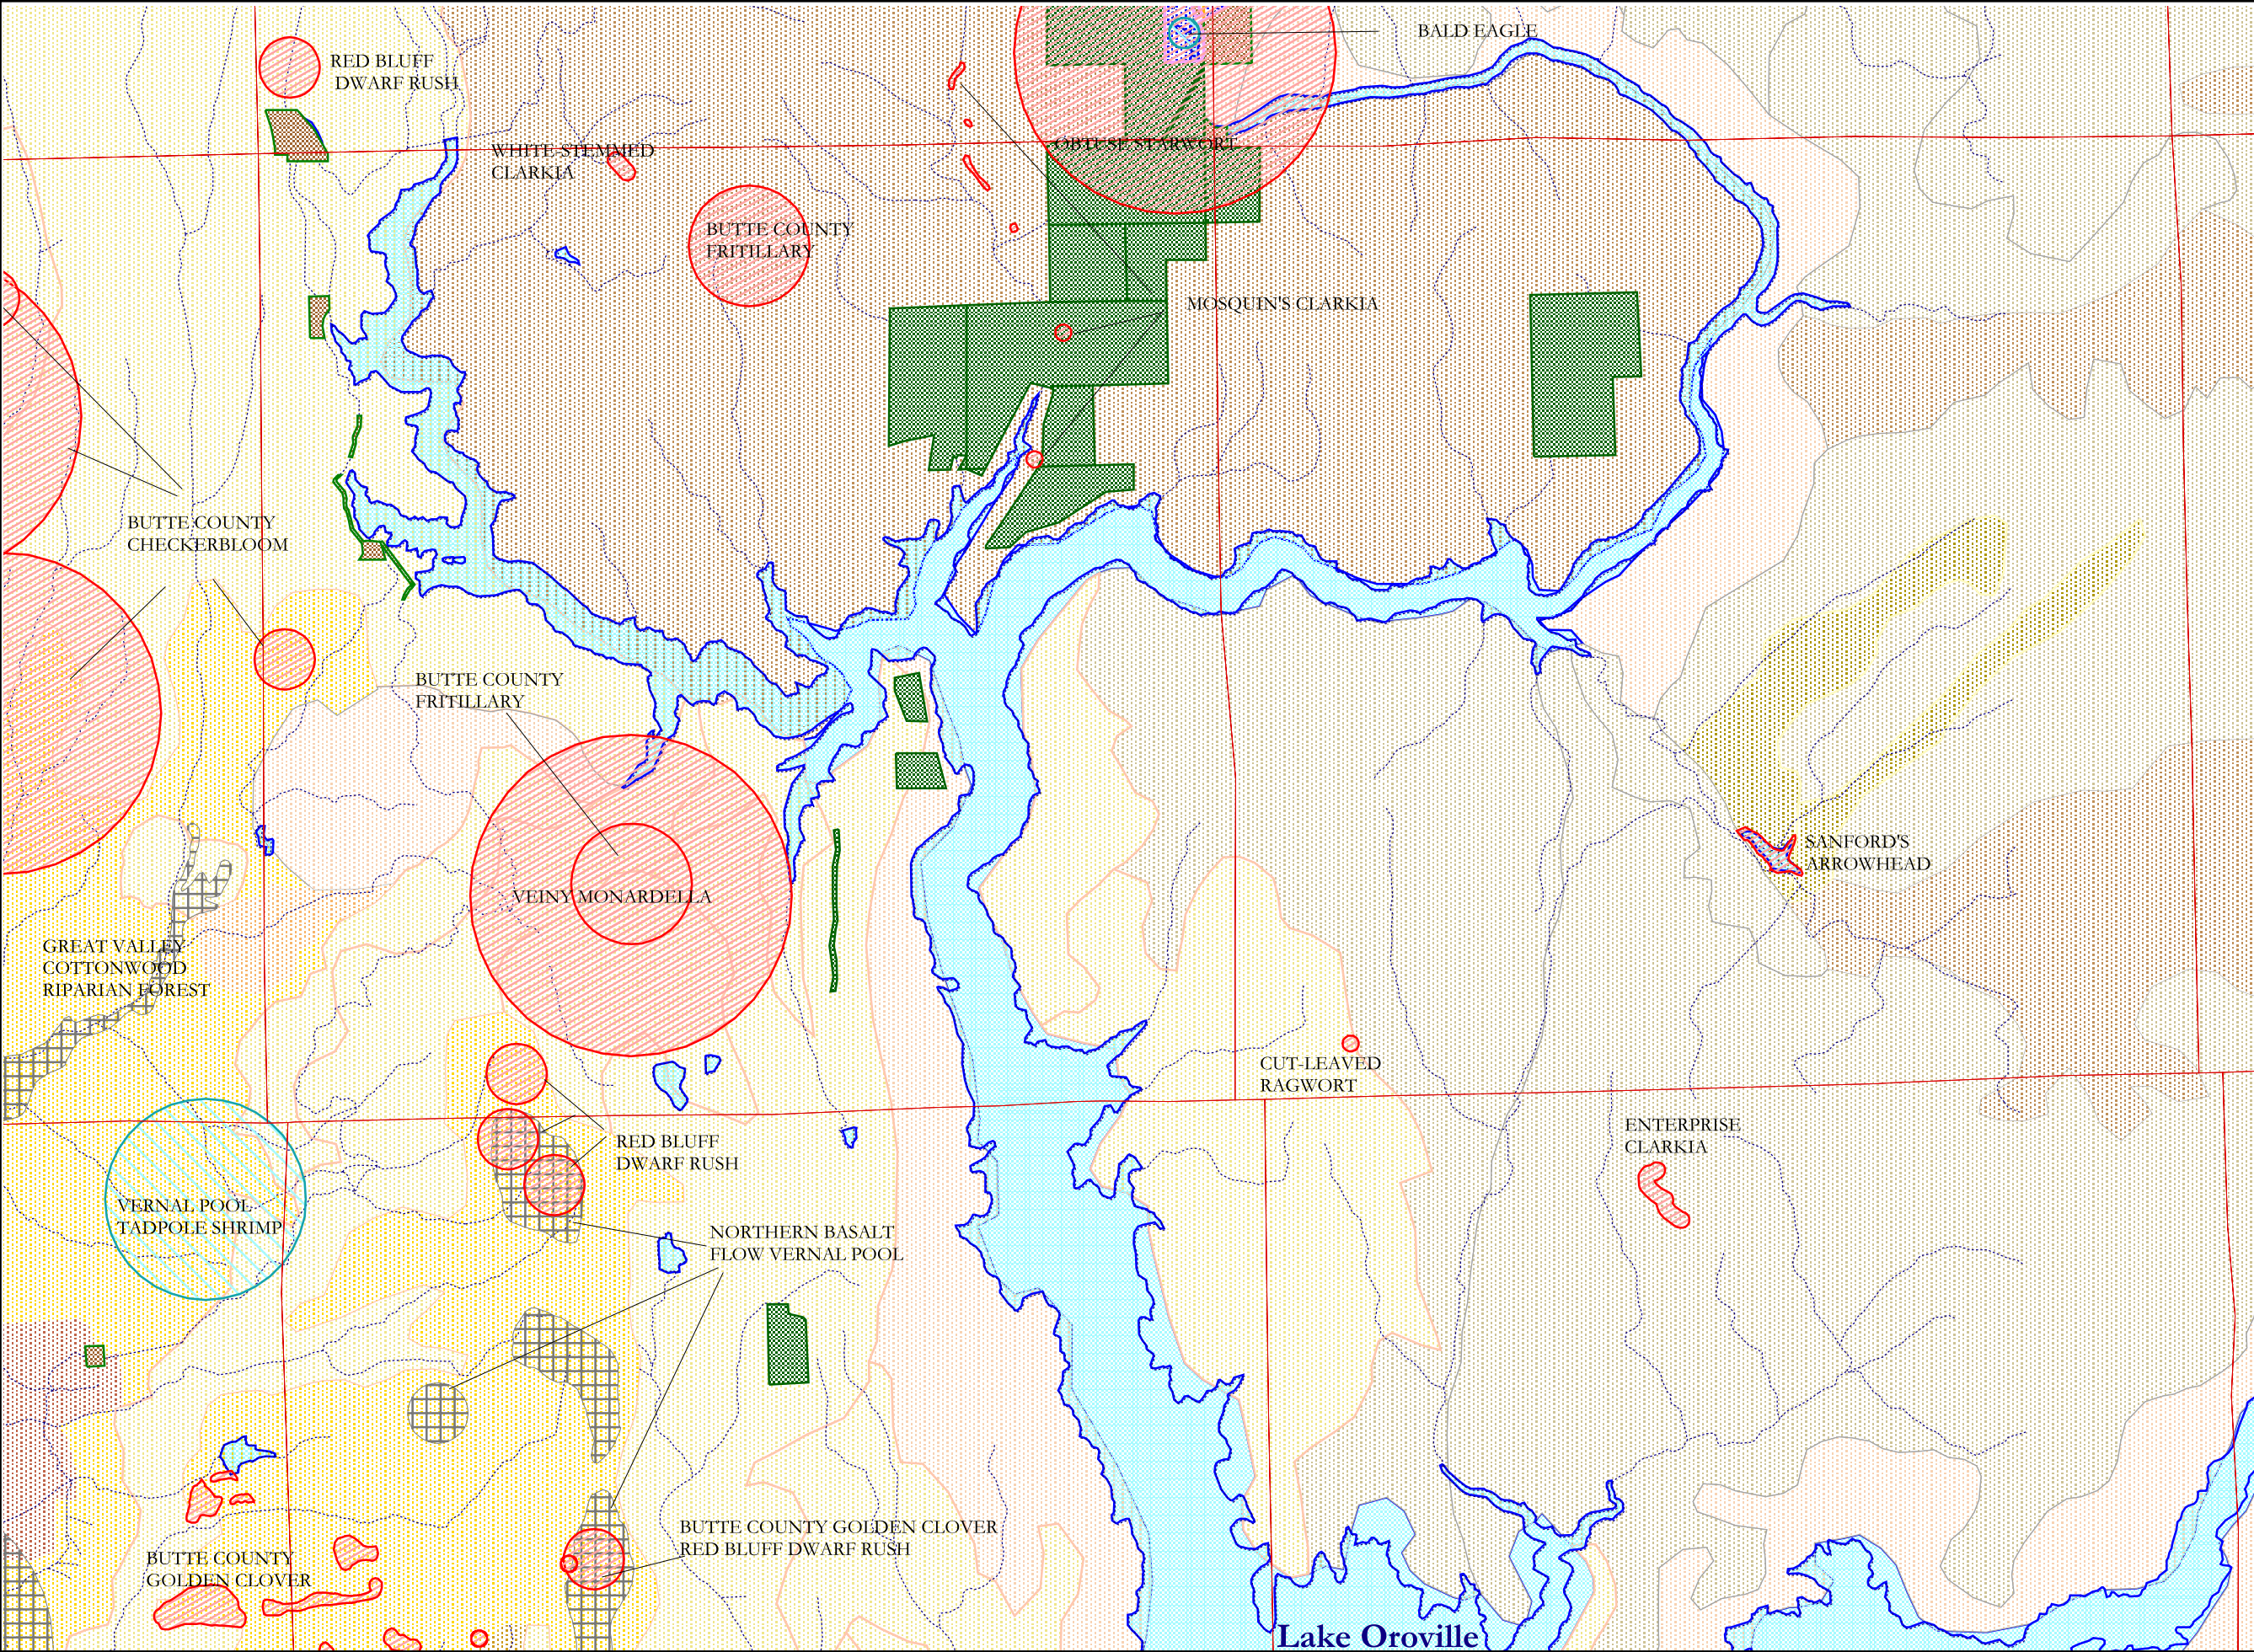 BALD EAGLE
RED BLUFF
DWARF RUSH
OBTUSE STARWORT
WHITE-STEMMED
CLARKIA
BUTTE COUNTY
FRITILLARY
MOSQUIN'S CLARKIA
BUTTE COUNTY
CHECKERBLOOM
BUTTE COUNTY
FRITILLARY
SANFORD'S
ARROWHEAD
VEINY MONARDELLA
GREAT VALLEY
COTTONWOOD
RIPARIAN FOREST
CUT-LEAVED
RAGWORT
ENTERPRISE
CLARKIA
RED BLUFF
DWARF RUSH
VERNAL POOL
TADPOLE SHRIMP
NORTHERN BASALT
FLOW VERNAL POOL
BUTTE COUNTY GOLDEN CLOVER
RED BLUFF DWARF RUSH
BUTTE COUNTY
GOLDEN CLOVER
Lake Oroville